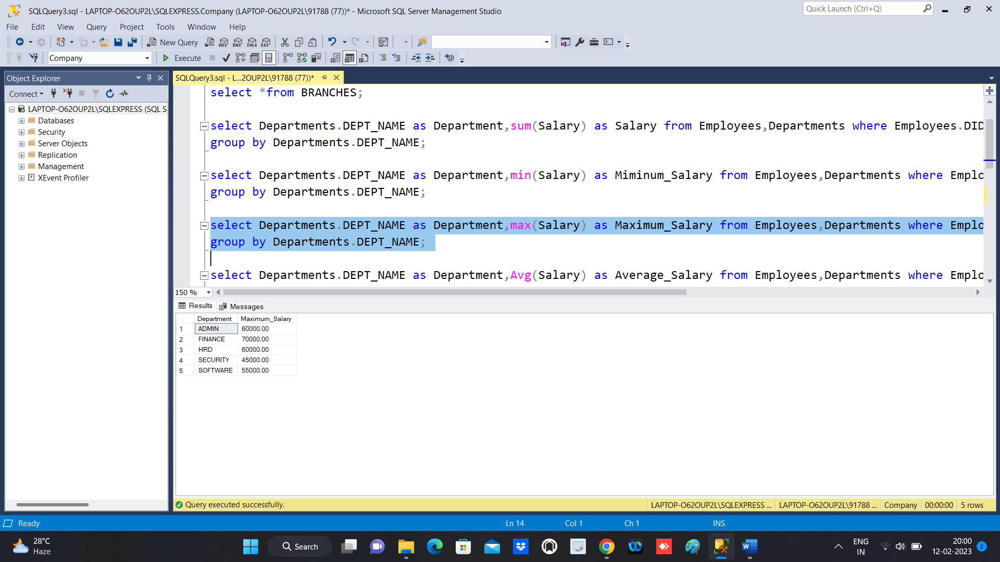 SQLQuery3.sql - LAPTOP-O62OUP2L\SQLEXPRESS.Company (LAPTOP-O62OUP2L\91788 (77))* - Microsoft SQL Server Management Studio
Quick Launch (Ctrl+Q)
File Edit View Query Project Tools Window Help
New Query MDX DMX XMLA DAX
Company Execute
Object Explorer
SQLQuery3.sql - L...2OUP2L\91788 (77))*
Connect
LAPTOP-O62OUP2L\SQLEXPRESS (SQL S
Databases
Security
Server Objects
Replication
Management
XEvent Profiler
select *from BRANCHES;
select Departments.DEPT_NAME as Department,sum(Salary) as Salary from Employees,Departments where Employees.DID
group by Departments.DEPT_NAME;
select Departments.DEPT_NAME as Department,min(Salary) as Miminum_Salary from Employees,Departments where Emplo
group by Departments.DEPT_NAME;
select Departments.DEPT_NAME as Department,max(Salary) as Maximum_Salary from Employees,Departments where Emplo
group by Departments.DEPT_NAME;
select Departments.DEPT_NAME as Department,Avg(Salary) as Average_Salary from Employees,Departments where Emplo
150 %
Results Messages
Department Maximum_Salary
1 ADMIN 60000.00
2 FINANCE 70000.00
3 HRD 60000.00
4 SECURITY 45000.00
5 SOFTWARE 55000.00
Query executed successfully. LAPTOP-O62OUP2L\SQLEXPRESS ... LAPTOP-O62OUP2L\91788 ... Company 00:00:00 5 rows
Ready Ln 14 Col 1 Ch 1 INS
28°C
Haze
Search
ENG
IN
20:00
12-02-2023
2